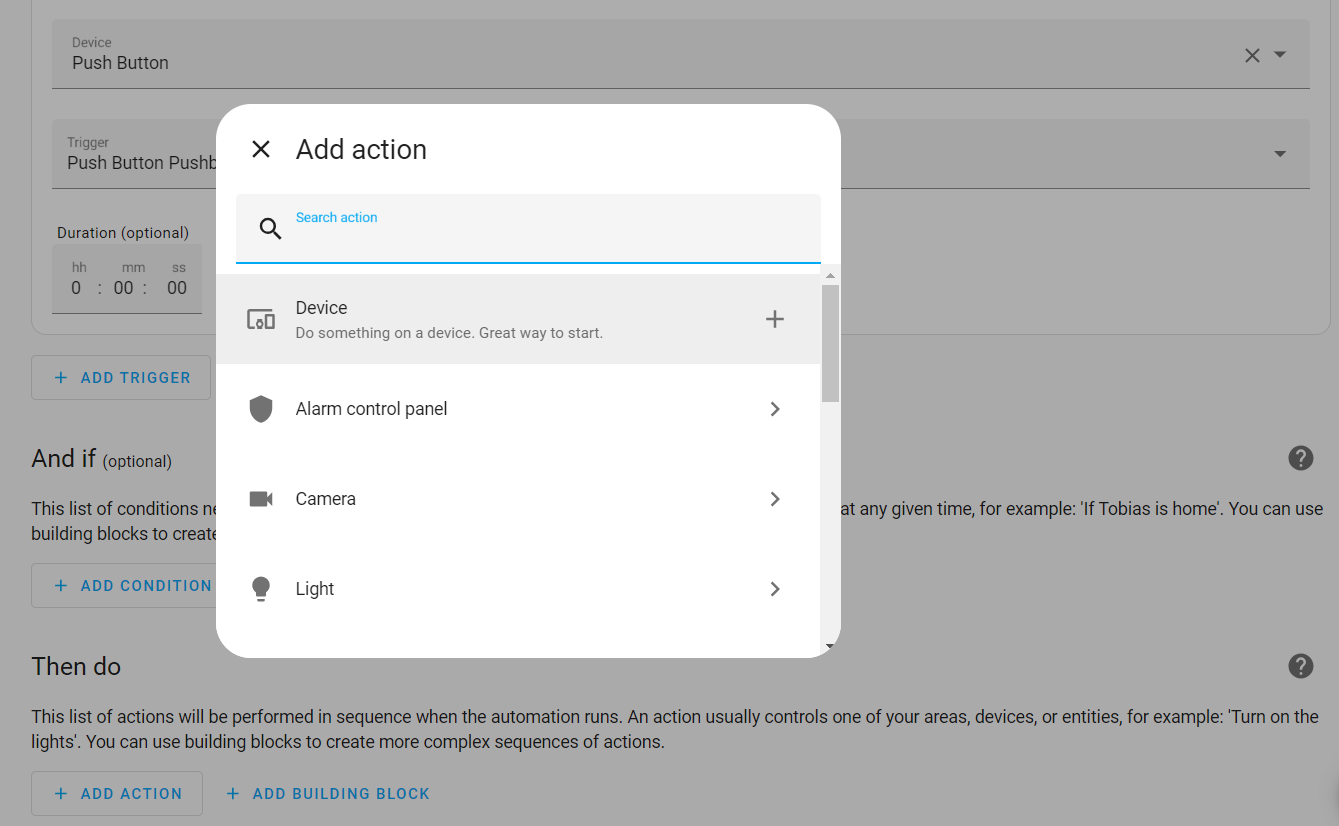 Device
Push Button
Trigger
Push Button
Duration (optional)
hh mm ss
0 : 00 : 00
+ ADD TRIGGER
And if (optional)
This list of conditions
building blocks to create
at any given time, for example: 'If Tobias is home'. You can use
+ ADD CONDITION
Then do
This list of actions will be performed in sequence when the automation runs. An action usually controls one of your areas, devices, or entities, for example: 'Turn on the
lights'. You can use building blocks to create more complex sequences of actions.
+ ADD ACTION
+ ADD BUILDING BLOCK
Add action
Search action
Device
Do something on a device. Great way to start.
Alarm control panel
Camera
Light